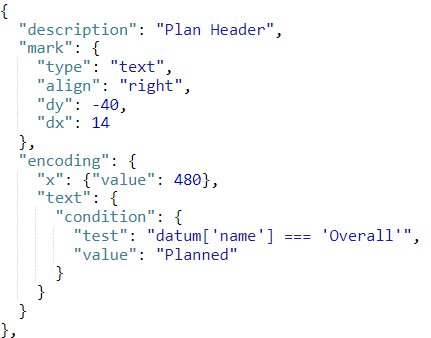 {
  "description": "Plan Header",
  "mark": {
    "type": "text",
    "align": "right",
    "dy": -40,
    "dx": 14
  },
  "encoding": {
    "x": {"value": 480},
    "text": {
      "condition": {
        "test": "datum['name'] === 'Overall'",
        "value": "Planned"
      }
    }
  }
},